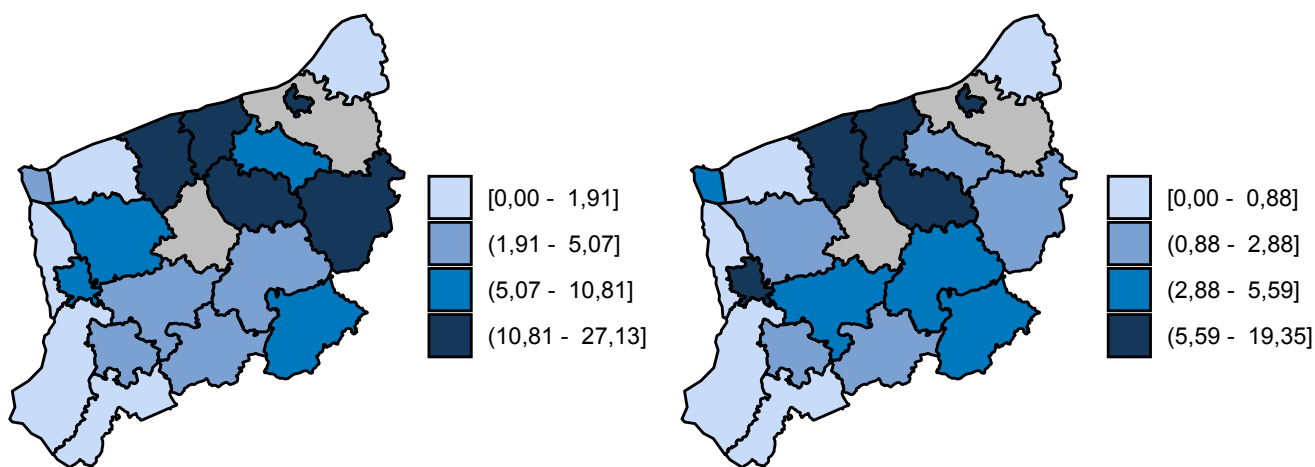 [0,00 - 1,91]
(1,91 - 5,07]
(5,07 - 10,81]
(10,81 - 27,13]
[0,00 - 0,88]
(0,88 - 2,88]
(2,88 - 5,59]
(5,59 - 19,35]